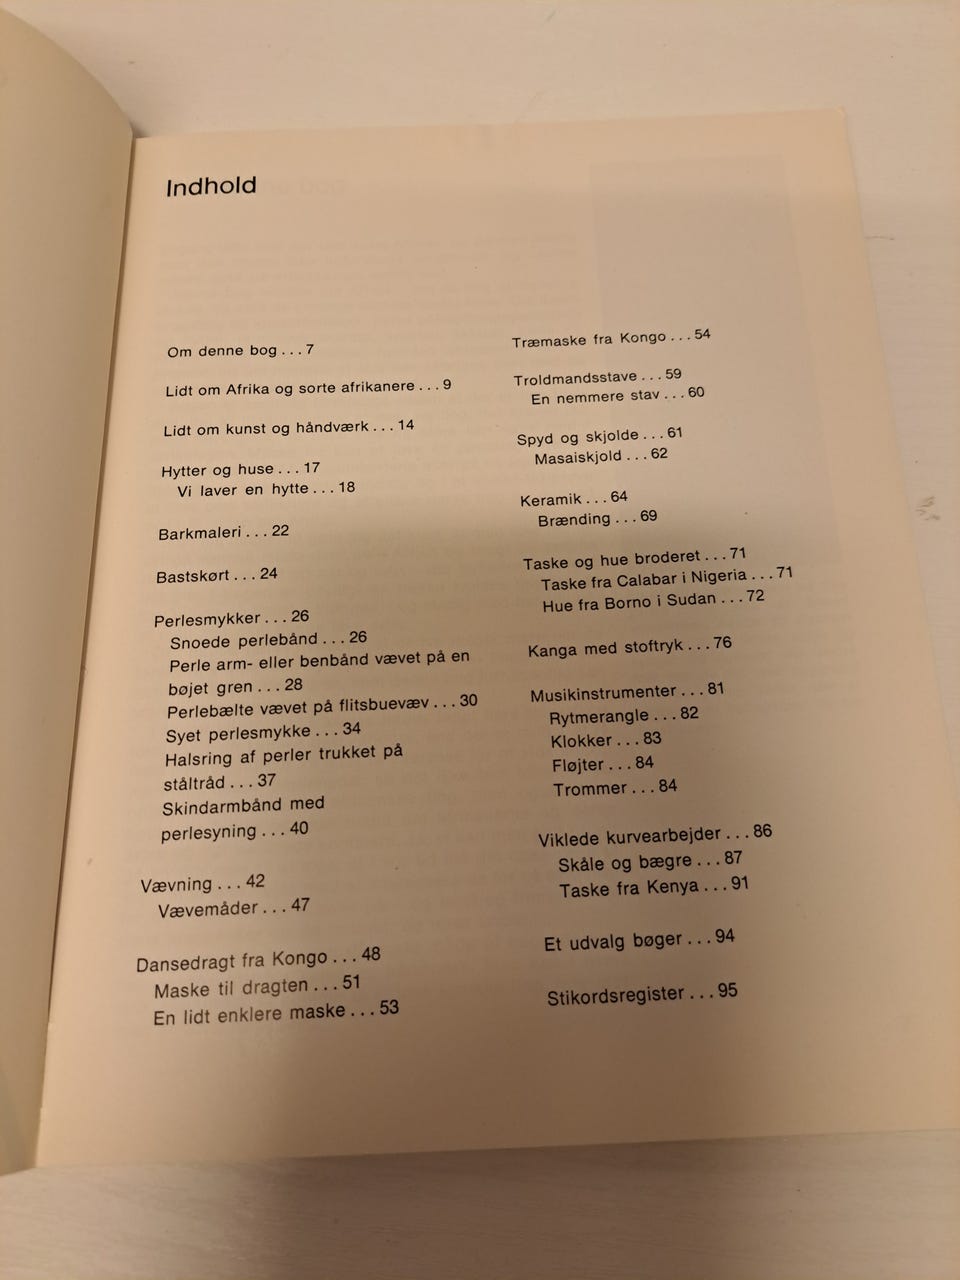 Indhold
Om denne bog . . . 7
Lidt om Afrika og sorte afrikanere . . . 9
Lidt om kunst og håndværk . . . 14
Hytter og huse . . . 17
Vi laver en hytte . . . 18
Barkmaleri . . . 22
Bastskørt . . . 24
Perlesmykker . . . 26
Snoede perlebånd . . . 26
Perle arm- eller benbånd vævet på en
bøjet gren . . . 28
Perlebælte vævet på flitsbuevæv . . . 30
Syet perlesmykke . . . 34
Halsring af perler trukket på
ståltråd . . . 37
Skindarmbånd med
perlesyning . . . 40
Vævning . . . 42
Vævemåder . . . 47
Dansedragt fra Kongo . . . 48
Maske til dragten . . . 51
En lidt enklere maske . . . 53
Træmaske fra Kongo . . . 54
Troldmandsstave . . . 59
En nemmere stav . . . 60
Spyd og skjolde . . . 61
Masaiskjold . . . 62
Keramik . . . 64
Brænding . . . 69
Taske og hue broderet . . . 71
Taske fra Calabar i Nigeria . . . 71
Hue fra Borno i Sudan . . . 72
Kanga med stoftryk . . . 76
Musikinstrumenter . . . 81
Rytmerangle . . . 82
Klokker . . . 83
Fløjter . . . 84
Trommer . . . 84
Viklede kurvearbejder . . . 86
Skåle og bægre . . . 87
Taske fra Kenya . . . 91
Et udvalg bøger . . . 94
Stikordsregister . . . 95